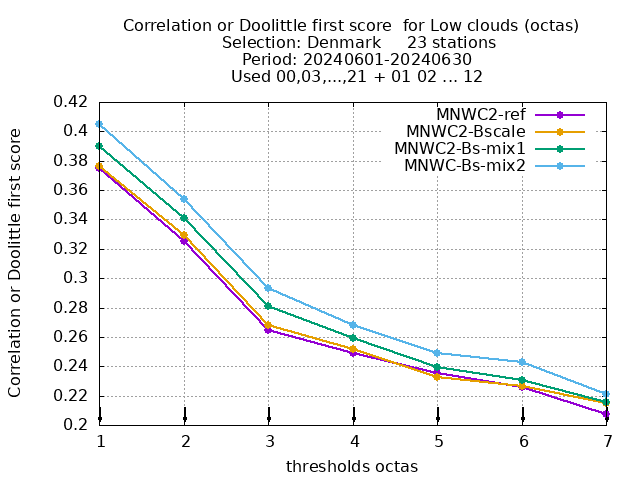 Correlation or Doolittle first score  for Low clouds (octas)
Selection: Denmark     23 stations
Period: 20240601-20240630
Used 00,03,...,21 + 01 02 ... 12
Correlation or Doolittle first score
0.42
0.4
0.38
0.36
0.34
0.32
0.3
0.28
0.26
0.24
0.22
0.2
MNWC2-ref
MNWC2-Bscale
MNWC2-Bs-mix1
MNWC-Bs-mix2
1 2 3 4 5 6 7
thresholds octas